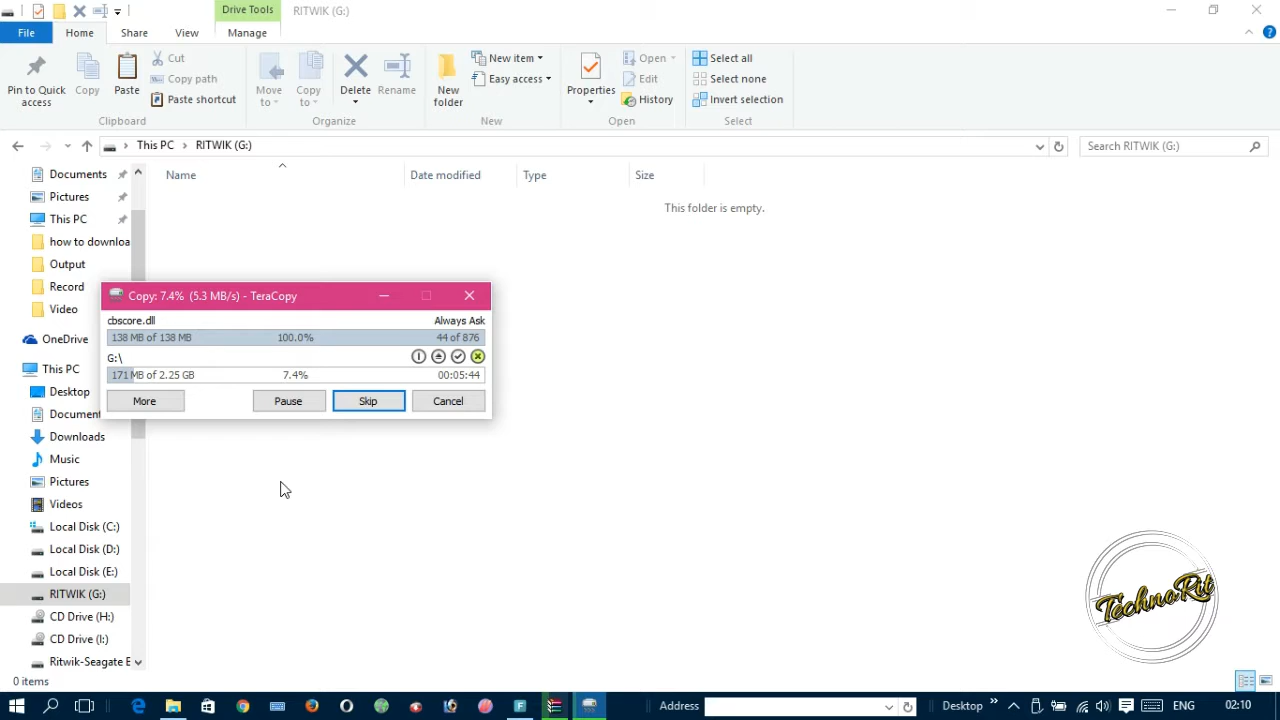 Drive Tools
RITWIK (G:)
File
Home
Share
View
Manage
Pin to Quick access
Copy
Paste
Cut
Copy path
Paste shortcut
Clipboard
Move to
Copy to
Delete
Rename
Organize
New folder
New item
Easy access
New
Properties
Open
Edit
History
Open
Select all
Select none
Invert selection
Select
This PC
RITWIK (G:)
Search RITWIK (G:)
Name
Date modified
Type
Size
This folder is empty.
Documents
Pictures
This PC
how to downloa
Output
Record
Video
OneDrive
This PC
Desktop
Document
Downloads
Music
Pictures
Videos
Local Disk (C:)
Local Disk (D:)
Local Disk (E:)
RITWIK (G:)
CD Drive (H:)
CD Drive (I:)
Ritwik-Seagate E
Copy: 7.4% (5.3 MB/s) - TeraCopy
cbscore.dll
Always Ask
138 MB of 138 MB
100.0%
44 of 876
G:\
171 MB of 2.25 GB
7.4%
00:05:44
More
Pause
Skip
Cancel
TechnoRit
0 items
Address
Desktop
ENG
02:10